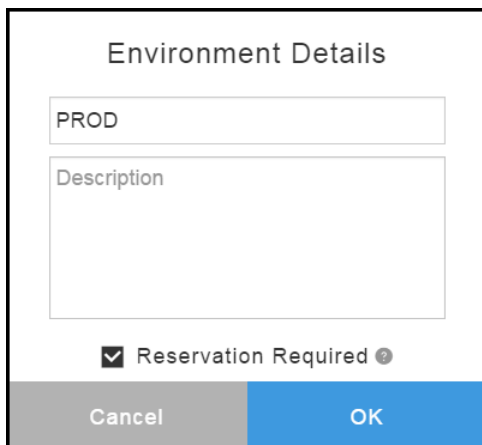 Environment Details
PROD
Description
Reservation Required ?
Cancel OK